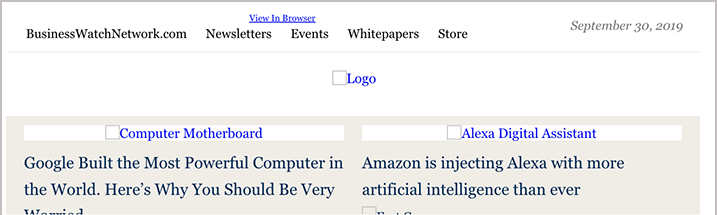 View In Browser
September 30, 2019
BusinessWatchNetwork.com Newsletters Events Whitepapers Store
Logo
Computer Motherboard
Google Built the Most Powerful Computer in
the World. Here's Why You Should Be Very
Worried
Alexa Digital Assistant
Amazon is injecting Alexa with more
artificial intelligence than ever